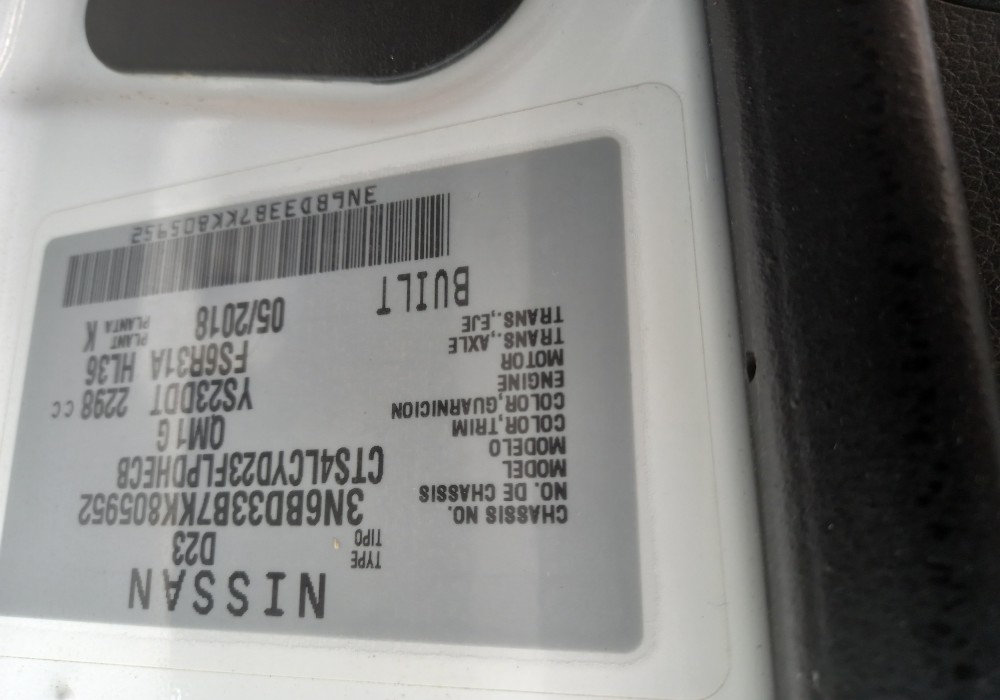 NISSAN
TYPE
TIPO D23
CHASSIS NO.
NO. DE CHASSIS 3N6BD33B7KK805952
MODEL
MODELO CTS4LCYD23FLPDHECB
COLOR,TRIM
COLOR,GUARNICION QM1 G
ENGINE
MOTOR YS23DDT 2298 CC
TRANS.,AXLE
TRANS.,EJE FS6R31A HL36
PLANT
PLANTA K
BUILT 05/2018
3N6BD33B7KK805952